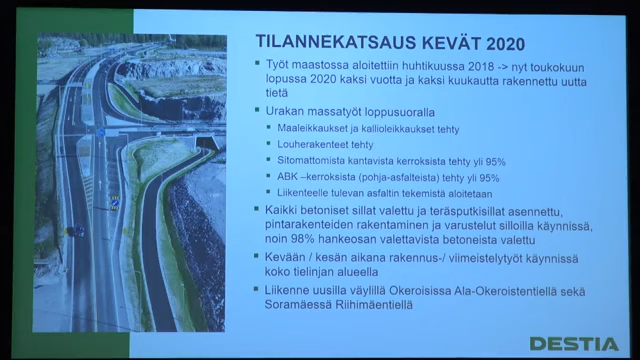 TILANNEKATSAUS KEVÄT 2020
Työt maastossa aloitettiin huhtikuussa 2018 -> nyt toukokuun
lopussa 2020 kaksi vuotta ja kaksi kuukautta rakennettu uutta
tietä
Urakan massatyöt loppusuoralla
Maaleikkaukset ja kallioleikkaukset tehty
Louherakenteet tehty
Sitomattomista kantavista kerroksista tehty yli 95%
ABK –kerroksista (pohja-asfalteista) tehty yli 95%
Liikenteelle tulevan asfaltin tekemistä aloitetaan
Kaikki betoniset sillat valettu ja teräsputkisillat asennettu,
pintarakenteiden rakentaminen ja varustelut silloilla käynnissä,
noin 98% hankeosan valettavista betoneista valettu
Kevään / kesän aikana rakennus-/ viimeistelytyöt käynnissä
koko tielinjan alueella
Liikenne uusilla väylillä Okeroisissa Ala-Okeroistentiellä sekä
Soramäessä Riihimäentiellä
DESTIA